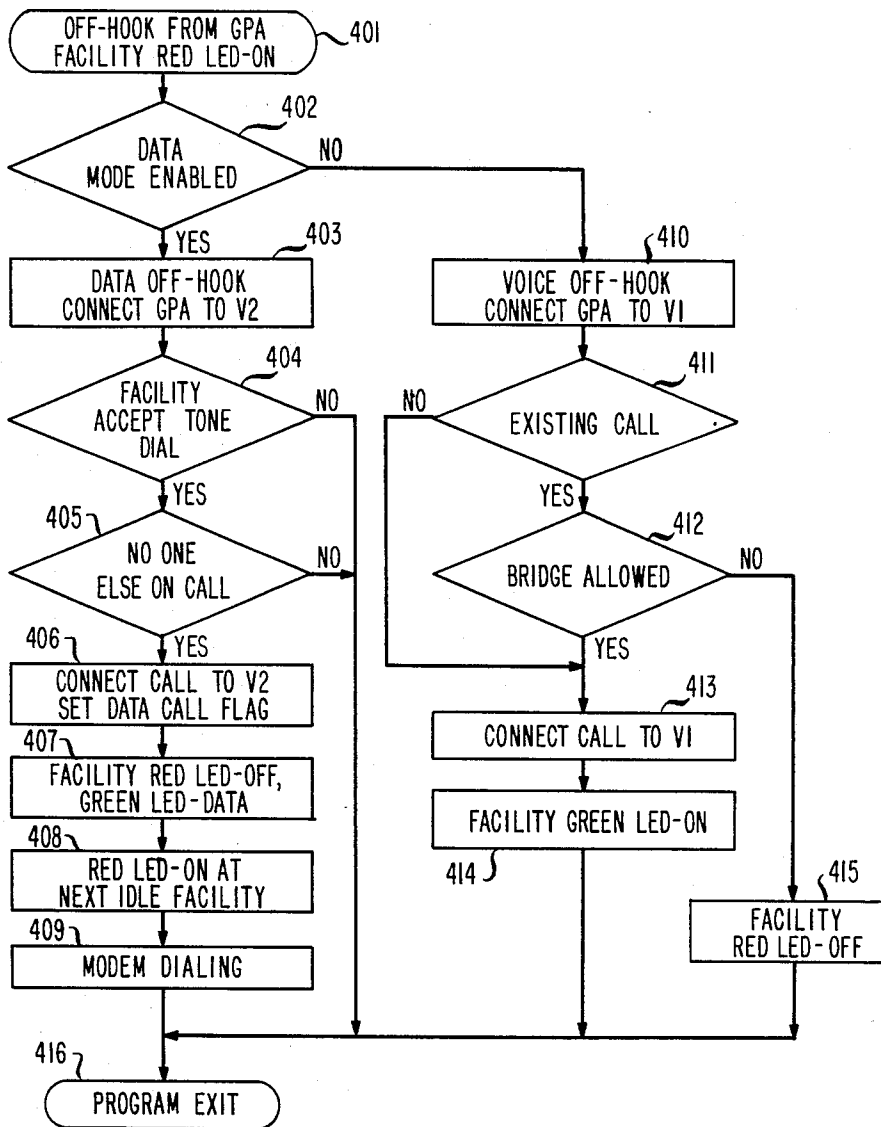 OFF-HOOK FROM GPA
FACILITY RED LED-ON
401
402
DATA
MODE ENABLED
NO
YES
403
DATA OFF-HOOK
CONNECT GPA TO V2
404
FACILITY
ACCEPT TONE
DIAL
NO
YES
405
NO ONE
ELSE ON CALL
NO
YES
406
CONNECT CALL TO V2
SET DATA CALL FLAG
407
FACILITY RED LED-OFF,
GREEN LED-DATA
408
RED LED-ON AT
NEXT IDLE FACILITY
409
MODEM DIALING
410
VOICE OFF-HOOK
CONNECT GPA TO V1
411
NO
EXISTING CALL
YES
412
BRIDGE ALLOWED
NO
YES
413
CONNECT CALL TO V1
FACILITY GREEN LED-ON
414
415
FACILITY
RED LED-OFF
416
PROGRAM EXIT